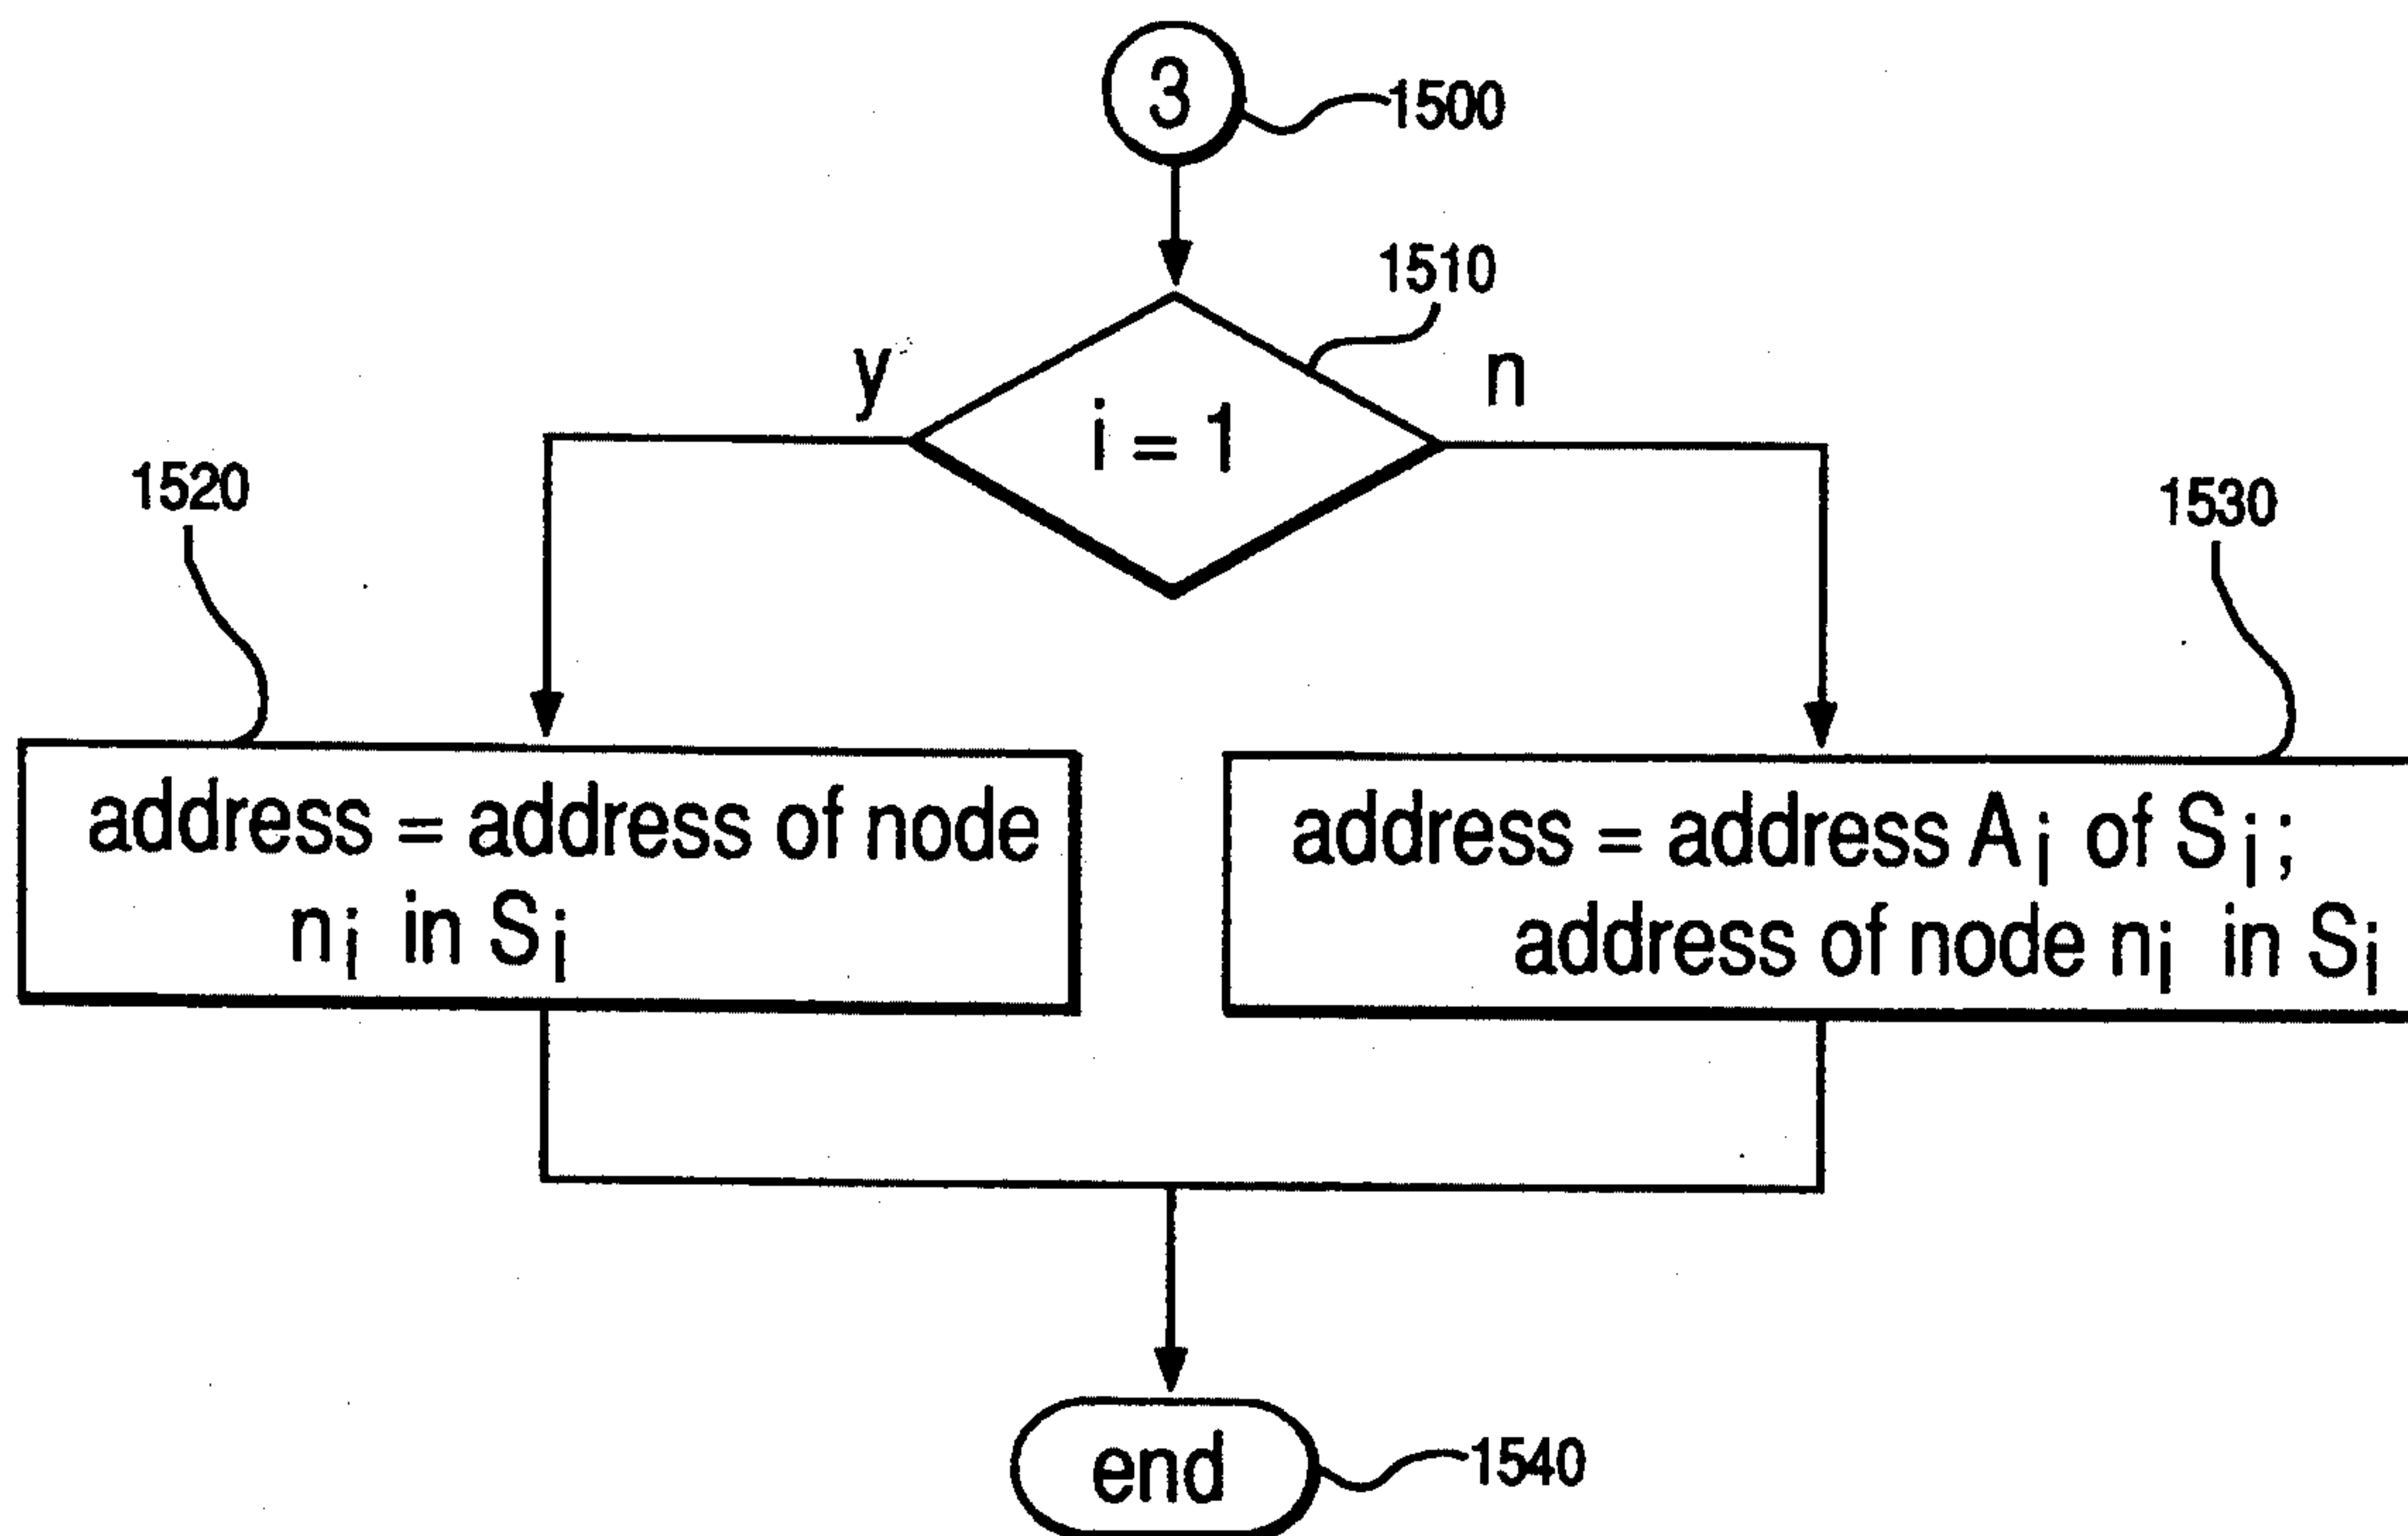 3
1500
1510
y
n
i = 1
1520
1530
address = address of node
nᵢ in Sᵢ
address = address Aᵢ of Sᵢ ;
address of node nᵢ in Sᵢ
end
1540